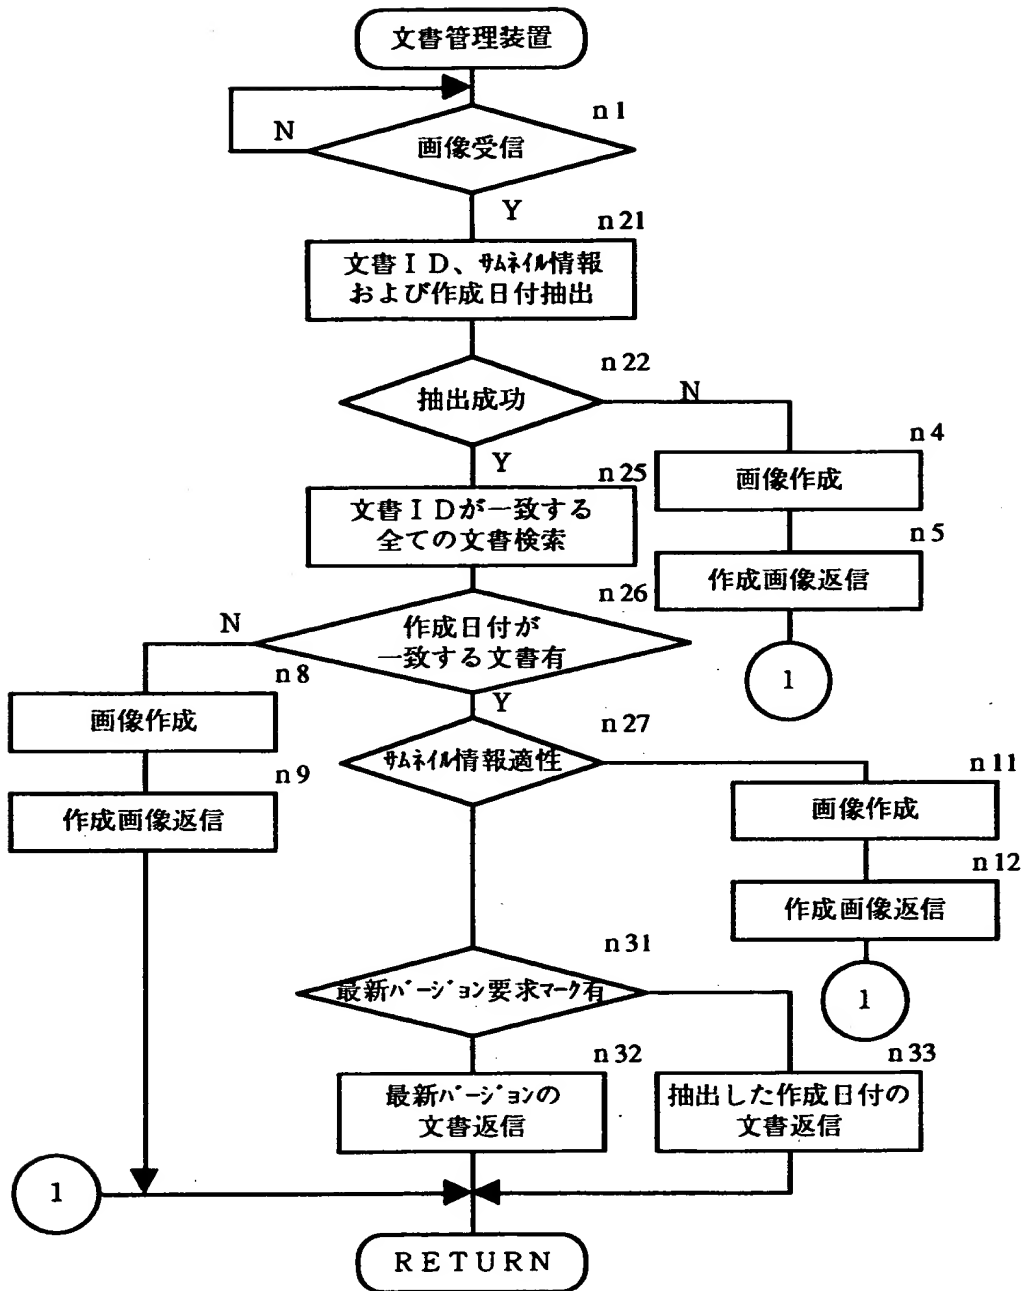 文書管理装置
n1
N
画像受信
Y
n21
文書ＩＤ、ｻﾑﾈｲﾙ情報
および作成日付抽出
n22
抽出成功
N
n4
画像作成
Y
n25
文書ＩＤが一致する
全ての文書検索
n5
作成画像返信
1
n26
N
作成日付が
一致する文書有
n8
画像作成
Y
n27
ｻﾑﾈｲﾙ情報適性
n9
作成画像返信
n11
画像作成
n12
作成画像返信
1
n31
最新ﾊﾞｰｼﾞｮﾝ要求ﾏｰｸ有
n32
最新ﾊﾞｰｼﾞｮﾝの
文書返信
n33
抽出した作成日付の
文書返信
1
ＲＥＴＵＲＮ